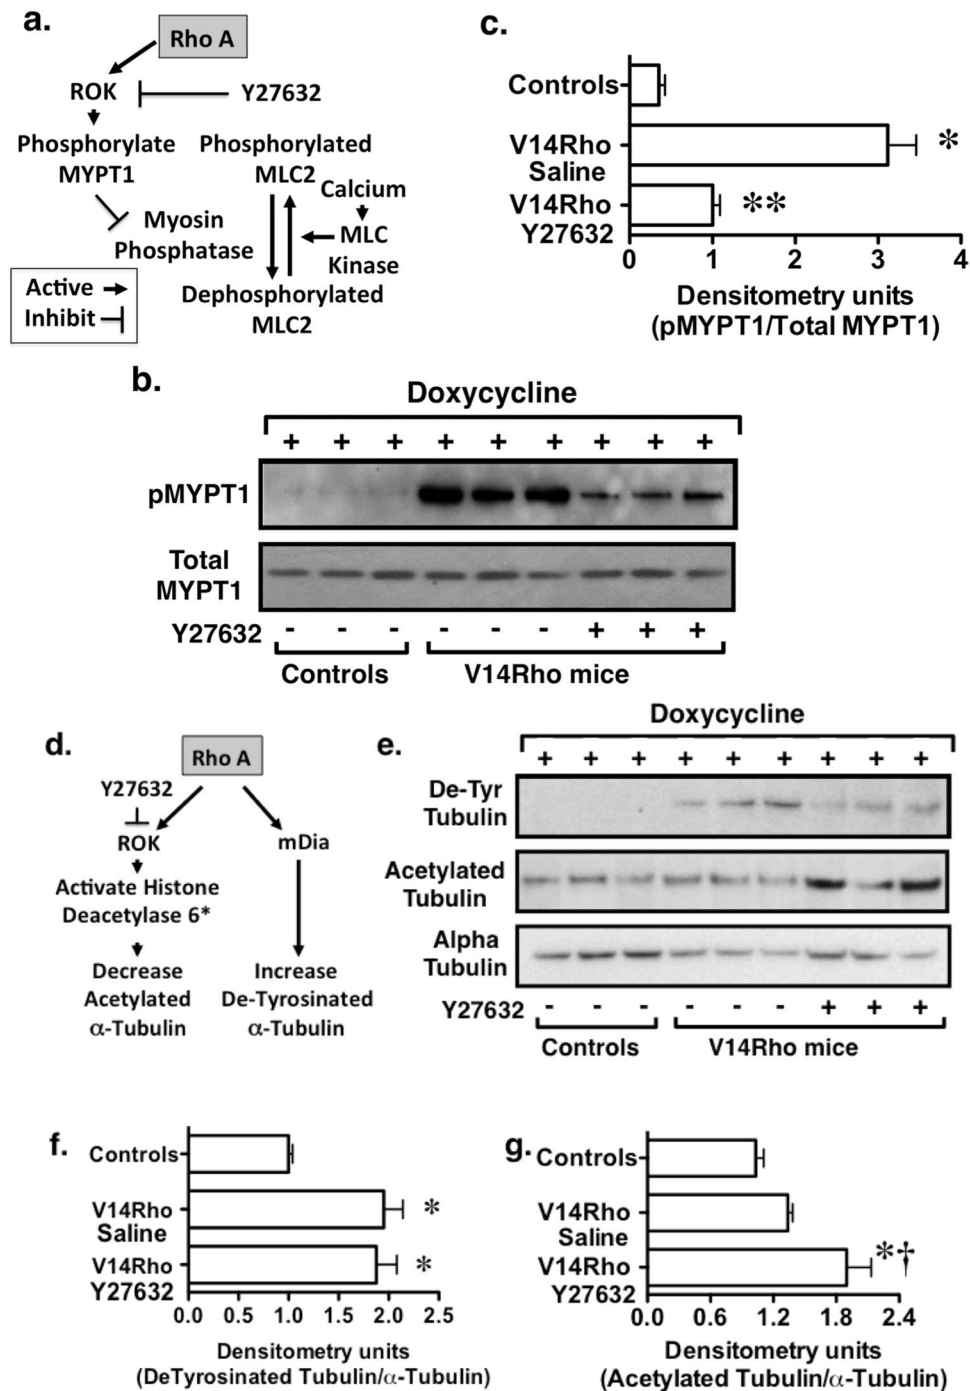 a.
Rho A
ROK
Y27632
Phosphorylate
MYPT1
Phosphorylated
MLC2
Calcium
Myosin
Phosphatase
MLC
Kinase
Active
Inhibit
Dephosphorylated
MLC2
c.
Controls
V14Rho
Saline
*
V14Rho
Y27632
**
0 1 2 3 4
Densitometry units
(pMYPT1/Total MYPT1)
b.
Doxycycline
+ + + + + + + + +
pMYPT1
Total
MYPT1
Y27632 - - - - - - + + +
Controls V14Rho mice
d.
Rho A
Y27632
ROK
mDia
Activate Histone
Deacetylase 6*
Decrease
Acetylated
α-Tubulin
Increase
De-Tyrosinated
α-Tubulin
e.
Doxycycline
+ + + + + + + + +
De-Tyr
Tubulin
Acetylated
Tubulin
Alpha
Tubulin
Y27632 - - - - - - + + +
Controls V14Rho mice
f.
Controls
V14Rho
Saline
*
V14Rho
Y27632
*
0.0 0.5 1.0 1.5 2.0 2.5
Densitometry units
(DeTyrosinated Tubulin/α-Tubulin)
g.
Controls
V14Rho
Saline
V14Rho
Y27632
*†
0.0 0.6 1.2 1.8 2.4
Densitometry units
(Acetylated Tubulin/α-Tubulin)